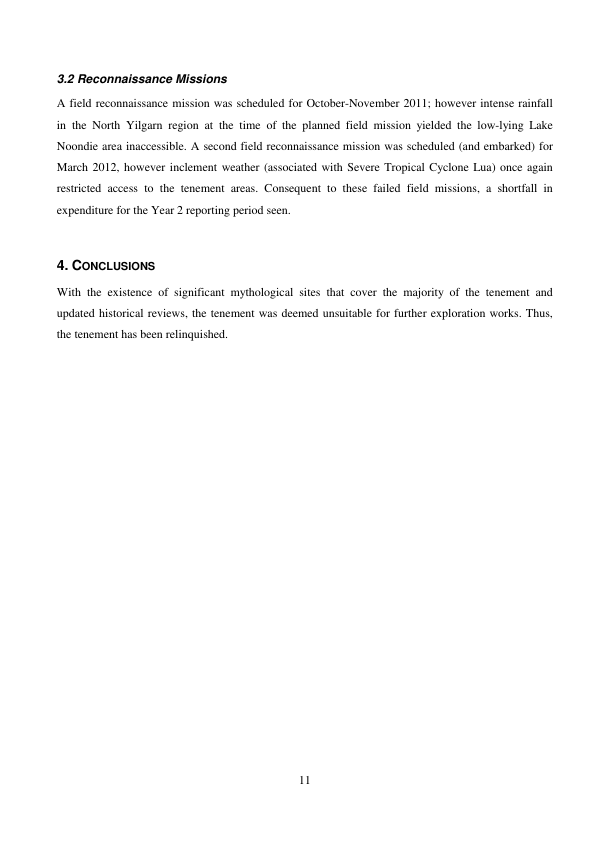 3.2 Reconnaissance Missions
A field reconnaissance mission was scheduled for October-November 2011; however intense rainfall
in the North Yilgarn region at the time of the planned field mission yielded the low-lying Lake
Noondie area inaccessible. A second field reconnaissance mission was scheduled (and embarked) for
March 2012, however inclement weather (associated with Severe Tropical Cyclone Lua) once again
restricted access to the tenement areas. Consequent to these failed field missions, a shortfall in
expenditure for the Year 2 reporting period seen.
4. CONCLUSIONS
With the existence of significant mythological sites that cover the majority of the tenement and
updated historical reviews, the tenement was deemed unsuitable for further exploration works. Thus,
the tenement has been relinquished.
11